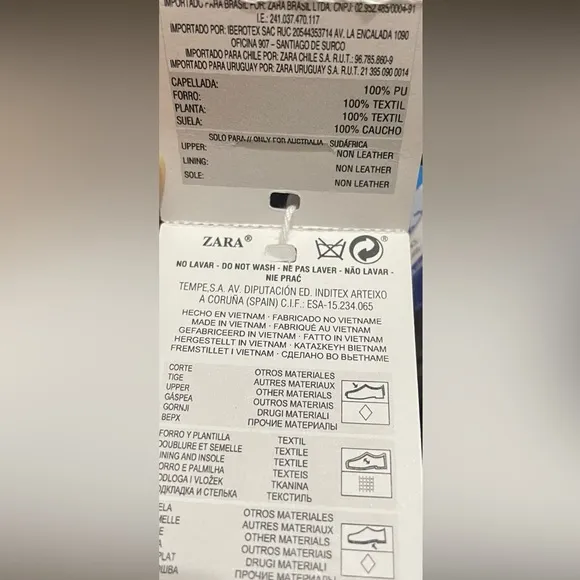 IMPORTADO PARA BRASIL POR: ZARA BRASIL LTDA. CNPJ: 02.952.485/0004-91
I.E.: 241.037.470.117
IMPORTADO POR: IBEROTEX SAC RUC 20544353714 AV. LA ENCALADA 1090
OFICINA 907 - SANTIAGO DE SURCO
IMPORTADO PARA CHILE POR: ZARA CHILE S.A. R.U.T.: 96.785.860-9
IMPORTADO PARA URUGUAY POR: ZARA URUGUAY S.A. R.U.T. 21 395 090 0014
CAPELLADA: 100% PU
FORRO: 100% TEXTIL
PLANTA: 100% TEXTIL
SUELA: 100% CAUCHO
SOLO PARA // ONLY FOR AUSTRALIA SUDÁFRICA
UPPER: NON LEATHER
LINING: NON LEATHER
SOLE: NON LEATHER
ZARA®
NO LAVAR - DO NOT WASH - NE PAS LAVER - NÃO LAVAR -
NIE PRAĆ
TEMPE,S.A. AV. DIPUTACIÓN ED. INDITEX ARTEIXO
A CORUÑA (SPAIN) C.I.F.: ESA-15.234.065
HECHO EN VIETNAM · FABRICADO NO VIETNAME
MADE IN VIETNAM · FABRIQUÉ AU VIETNAM
GEFABRICEERD IN VIETNAM · FATTO IN VIETNAM
HERGESTELLT IN VIETNAM · ΚΑΤΑΣΚΕΥΗ ΒΙΕΤΝΑΜ
FREMSTILLET I VIETNAM · СДЕЛАНО ВО ВЬЕТНАМЕ
CORTE OTROS MATERIALES
TIGE AUTRES MATERIAUX
UPPER OTHER MATERIALS
GÁSPEA OUTROS MATERIAIS
GORNJI DRUGI MATERIALI
ВЕРХ ПРОЧИЕ МАТЕРИАЛЫ
FORRO Y PLANTILLA TEXTIL
DOUBLURE ET SEMELLE TEXTILE
LINING AND INSOLE TEXTILE
FORRO E PALMILHA TEXTEIS
PODLOGA I VLOŽEK TKANINA
ПОДКЛАДКА И СТЕЛЬКА ТЕКСТИЛЬ
ELA OTROS MATERIALES
MELLE AUTRES MATERIAUX
E OTHER MATERIALS
A OUTROS MATERIAIS
PLAT DRUGI MATERIALI
ШВА ПРОЧИЕ МАТЕРИАЛЫ